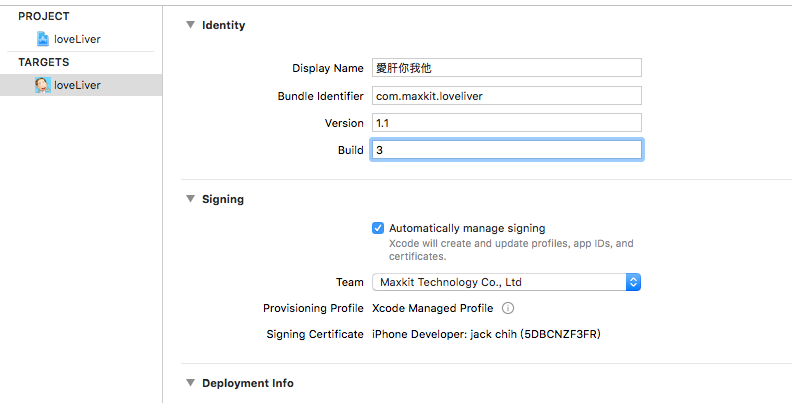 PROJECT
loveLiver
TARGETS
loveLiver
Identity
Display Name 愛肝你我他
Bundle Identifier com.maxkit.loveliver
Version 1.1
Build 3
Signing
Automatically manage signing
Xcode will create and update profiles, app IDs, and
certificates.
Team Maxkit Technology Co., Ltd
Provisioning Profile Xcode Managed Profile
Signing Certificate iPhone Developer: jack chih (5DBCNZF3FR)
Deployment Info